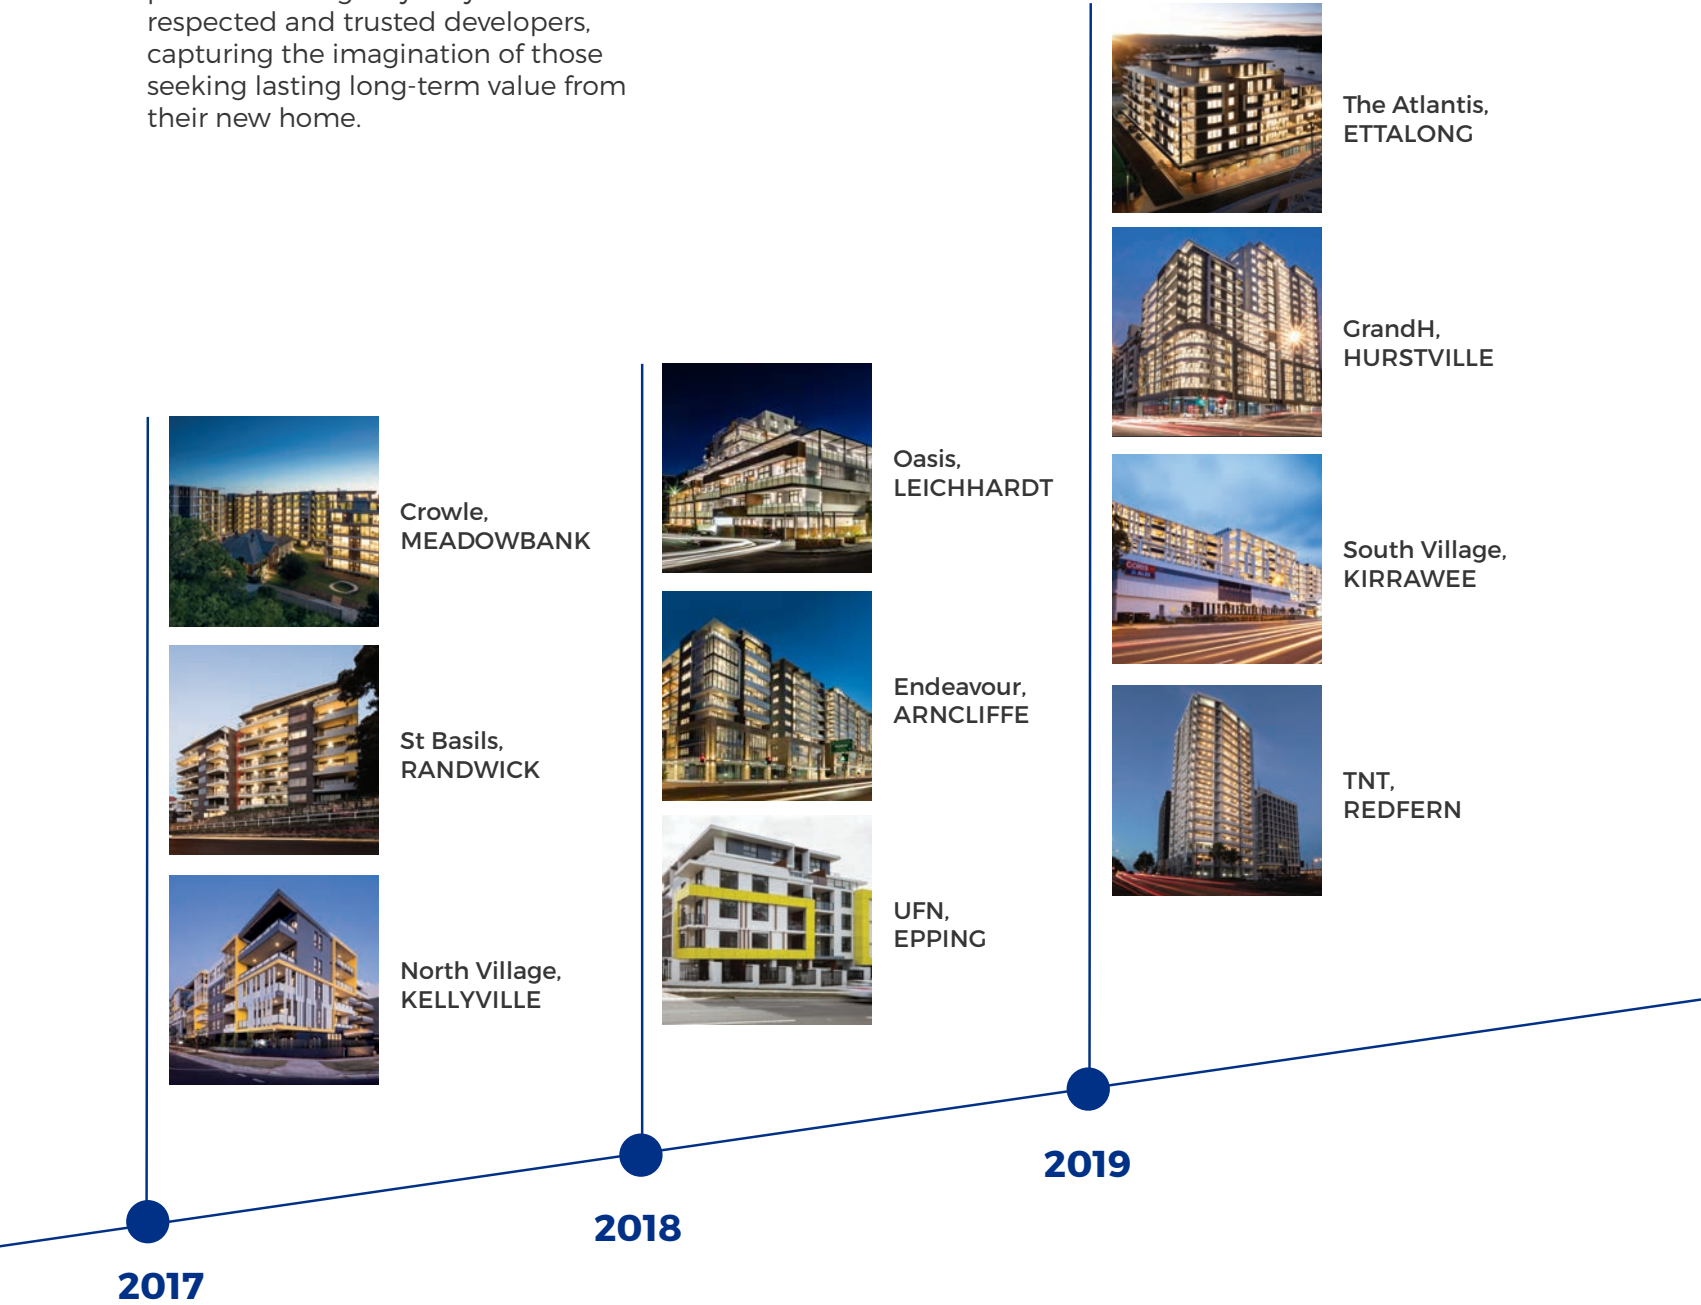 respected and trusted developers,
capturing the imagination of those
seeking lasting long-term value from
their new home.
Crowle,
MEADOWBANK
St Basils,
RANDWICK
North Village,
KELLYVILLE
2017
Oasis,
LEICHHARDT
Endeavour,
ARNCLIFFE
UFN,
EPPING
2018
The Atlantis,
ETTALONG
GrandH,
HURSTVILLE
South Village,
KIRRAWEE
TNT,
REDFERN
2019